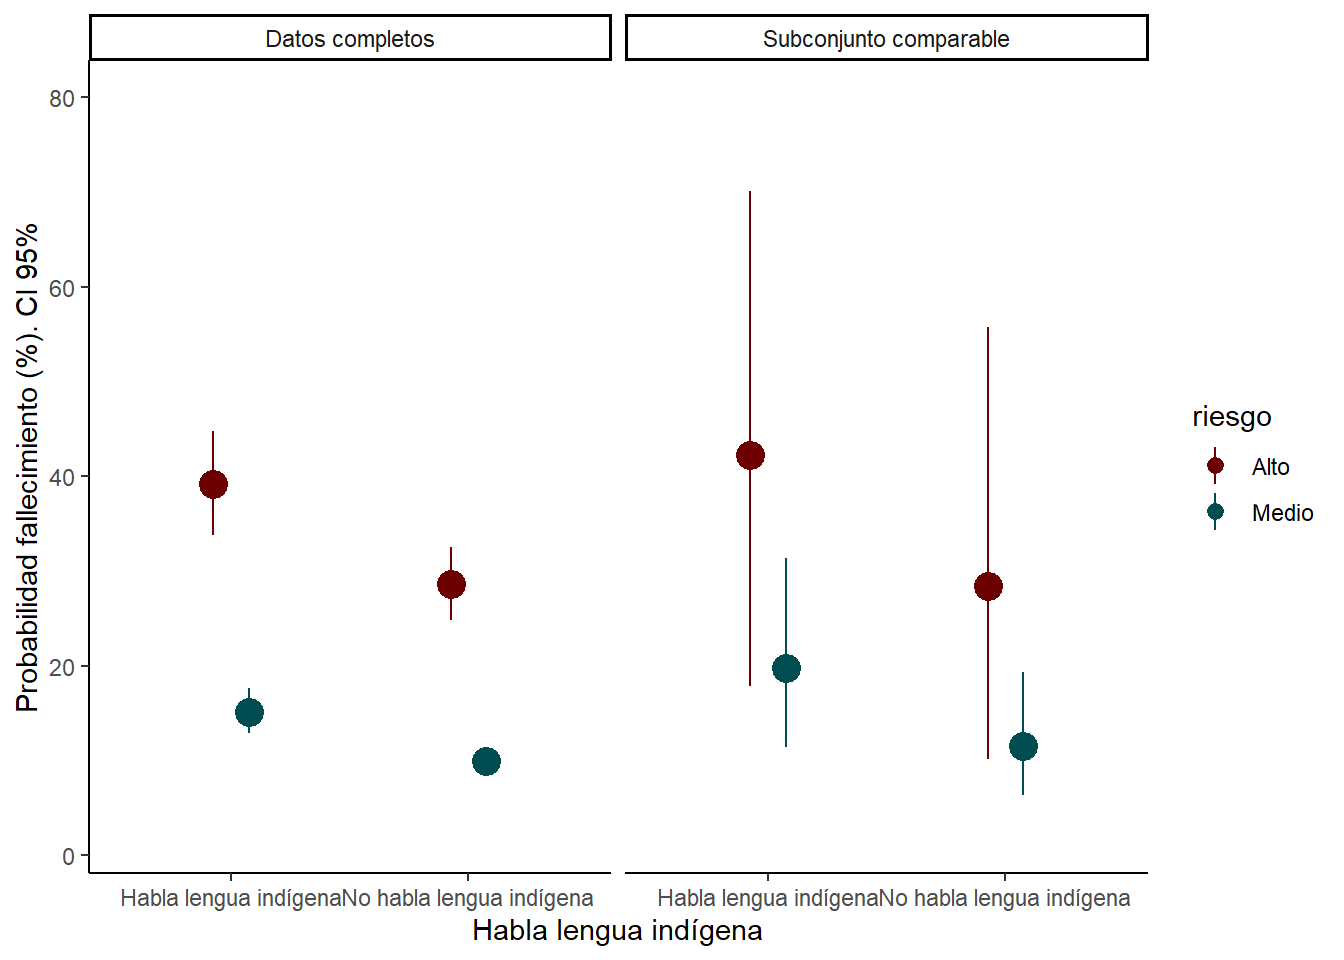 Datos completos
Subconjunto comparable
Probabilidad fallecimiento (%). CI 95%
80
60
40
20
0
Habla lengua indígena
No habla lengua indígena
Habla lengua indígena
No habla lengua indígena
Habla lengua indígena
riesgo
Alto
Medio